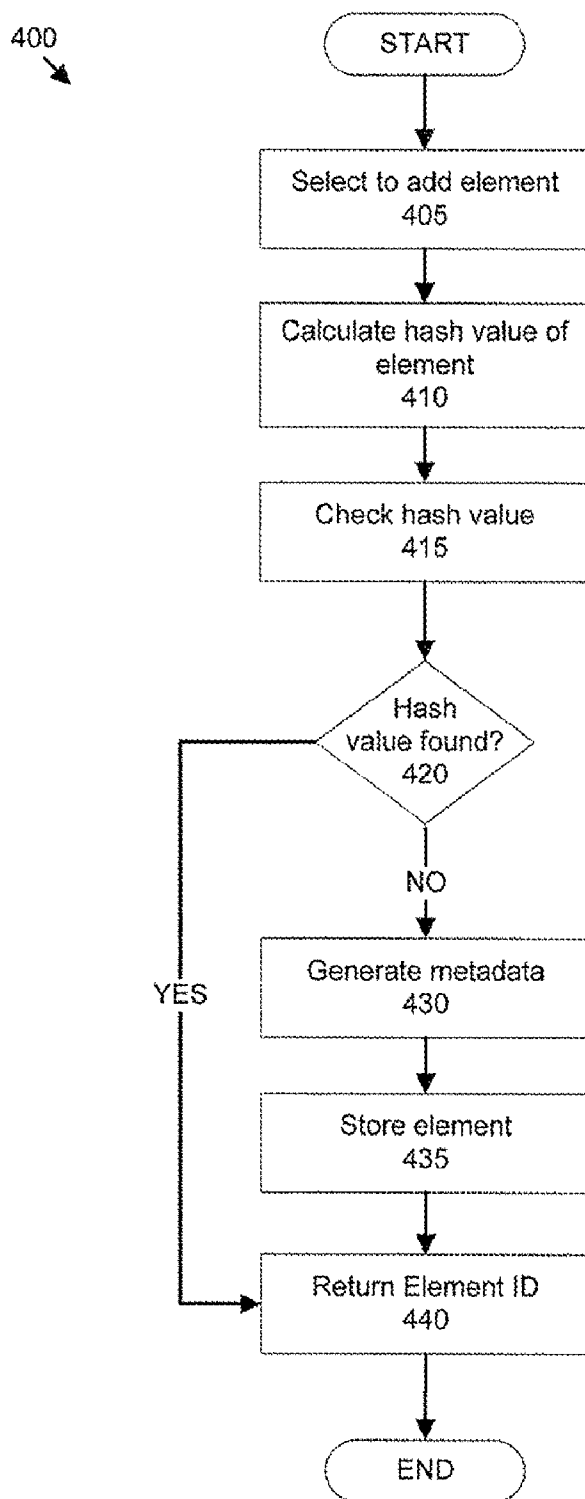 400
START
Select to add element
405
Calculate hash value of
element
410
Check hash value
415
Hash
value found?
420
NO
YES
Generate metadata
430
Store element
435
Return Element ID
440
END